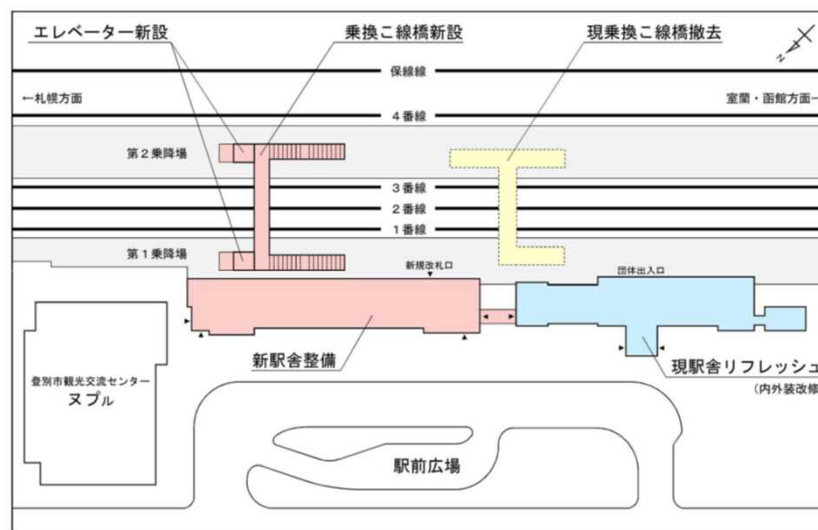 エレベーター新設
乗換こ線橋新設
現乗換こ線橋撤去
N
保線線
←札幌方面
室蘭・函館方面→
4番線
第2乗降場
3番線
2番線
1番線
第1乗降場
新規改札口
団体出入口
新駅舎整備
現駅舎リフレッシュ
(内外装改修
登別市観光交流センター
ヌプル
駅前広場